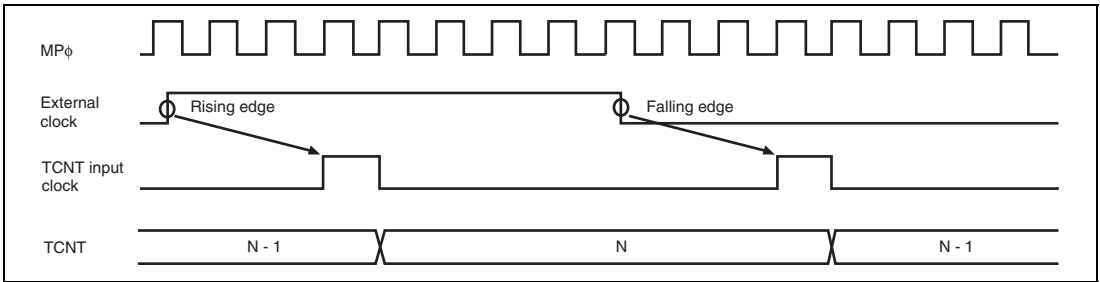 MPφ
External
clock
Rising edge
Falling edge
TCNT input
clock
TCNT
N - 1
N
N - 1